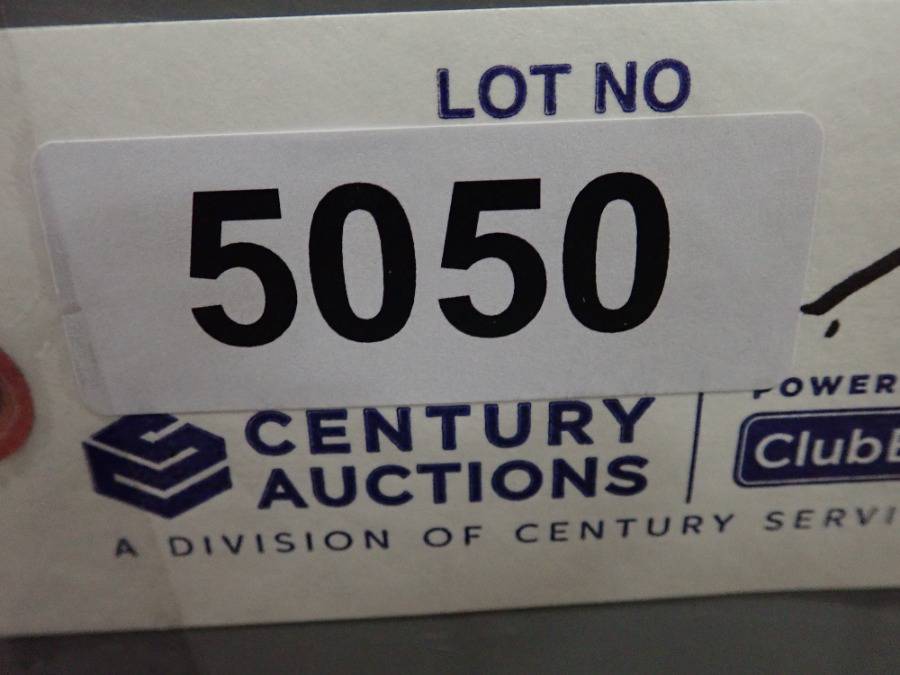 LOT NO
5050
CENTURY
AUCTIONS
A DIVISION OF CENTURY